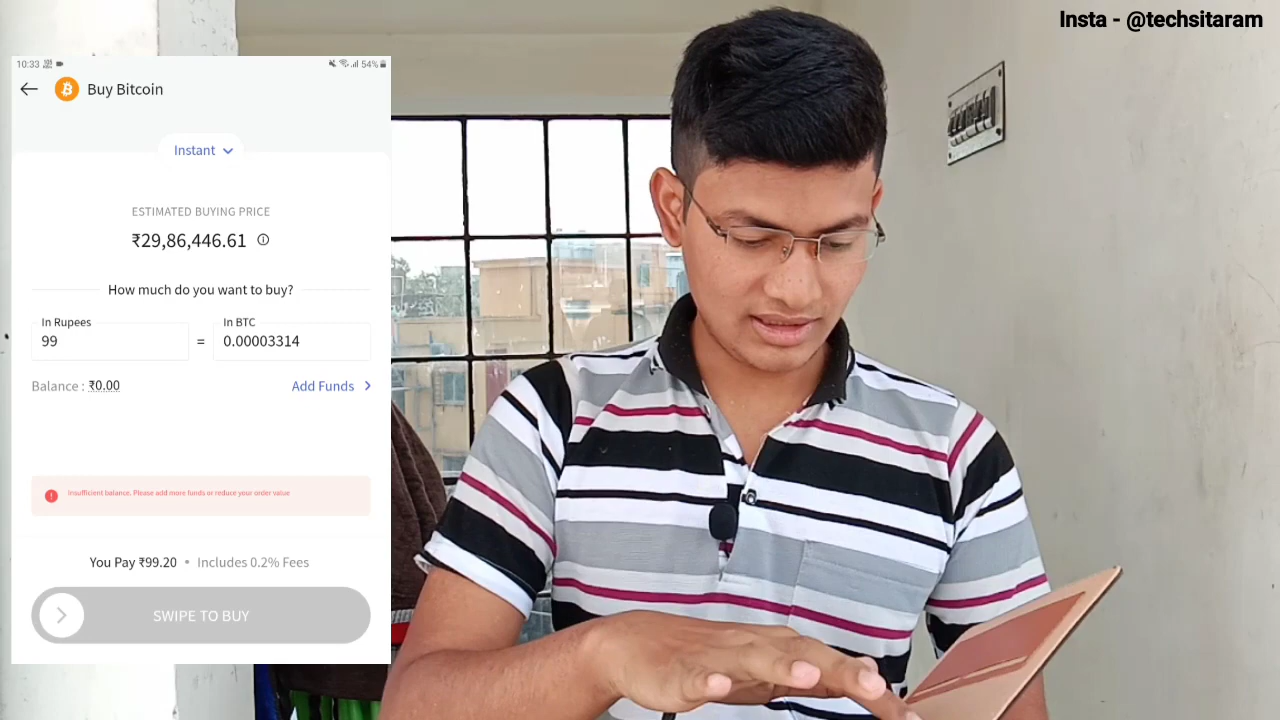 Insta - @techsitaram
10:33
54%
Buy Bitcoin
Instant
ESTIMATED BUYING PRICE
₹29,86,446.61
How much do you want to buy?
In Rupees
In BTC
99
=
0.00003314
Balance : ₹0.00
Add Funds
Insufficient balance. Please add more funds or reduce your order value
You Pay ₹99.20 • Includes 0.2% Fees
SWIPE TO BUY